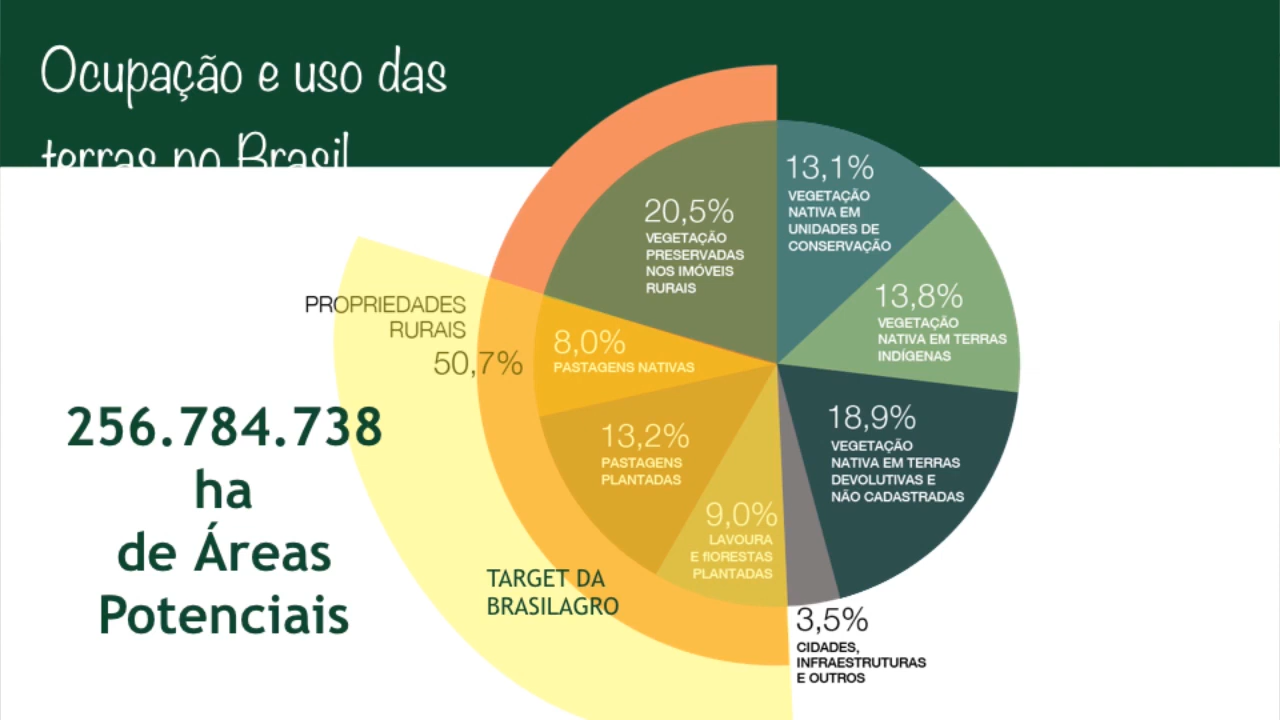 Ocupação e uso das
terras no Brasil
13,1%
VEGETAÇÃO
NATIVA EM
UNIDADES DE
CONSERVAÇÃO
20,5%
VEGETAÇÃO
PRESERVADAS
NOS IMÓVEIS
RURAIS
13,8%
VEGETAÇÃO
NATIVA EM TERRAS
INDÍGENAS
PROPRIEDADES
RURAIS
50,7%
8,0%
PASTAGENS NATIVAS
18,9%
VEGETAÇÃO
NATIVA EM TERRAS
DEVOLUTIVAS E
NÃO CADASTRADAS
256.784.738
ha
de Áreas
Potenciais
13,2%
PASTAGENS
PLANTADAS
9,0%
LAVOURA
E flORESTAS
PLANTADAS
TARGET DA
BRASILAGRO
3,5%
CIDADES,
INFRAESTRUTURAS
E OUTROS